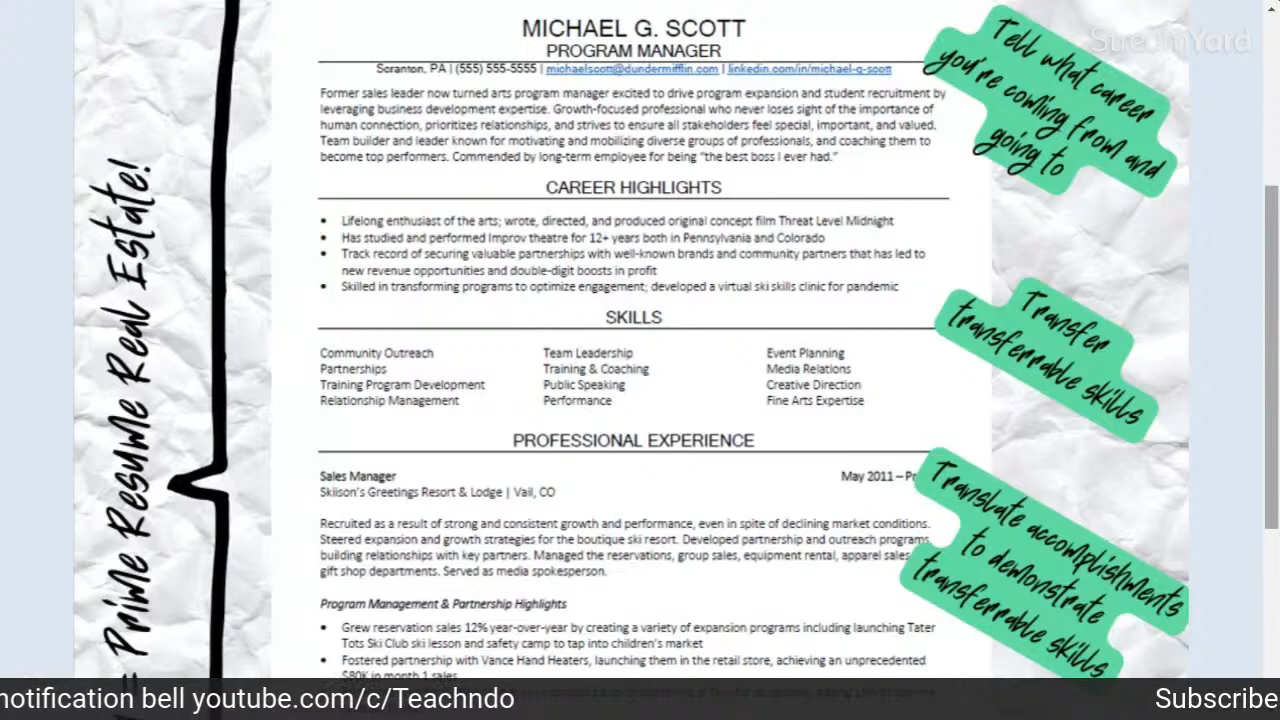 MICHAEL G. SCOTT
PROGRAM MANAGER
Scranton, PA | (555) 555-5555 | michaelscott@dundermifflin.com | linkedin.com/in/michael-g-scott
Former sales leader now turned arts program manager excited to drive program expansion and student recruitment by
leveraging business development expertise. Growth-focused professional who never loses sight of the importance of
human connection, prioritizes relationships, and strives to ensure all stakeholders feel special, important, and valued.
Team builder and leader known for motivating and mobilizing diverse groups of professionals, and coaching them to
become top performers. Commended by long-term employee for being “the best boss I ever had.”
CAREER HIGHLIGHTS
• Lifelong enthusiast of the arts; wrote, directed, and produced original concept film Threat Level Midnight
• Has studied and performed Improv theatre for 12+ years both in Pennsylvania and Colorado
• Track record of securing valuable partnerships with well-known brands and community partners that has led to
new revenue opportunities and double-digit boosts in profit
• Skilled in transforming programs to optimize engagement; developed a virtual ski skills clinic for pandemic
SKILLS
Community Outreach Team Leadership Event Planning
Partnerships Training & Coaching Media Relations
Training Program Development Public Speaking Creative Direction
Relationship Management Performance Fine Arts Expertise
PROFESSIONAL EXPERIENCE
Sales Manager May 2011 – Pr
Skiison's Greetings Resort & Lodge | Vail, CO
Recruited as a result of strong and consistent growth and performance, even in spite of declining market conditions.
Steered expansion and growth strategies for the boutique ski resort. Developed partnership and outreach programs,
building relationships with key partners. Managed the reservations, group sales, equipment rental, apparel sales
gift shop departments. Served as media spokesperson.
Program Management & Partnership Highlights
• Grew reservation sales 12% year-over-year by creating a variety of expansion programs including launching Tater
Tots Ski Club ski lesson and safety camp to tap into children's market
• Fostered partnership with Vance Hand Heaters, launching them in the retail store, achieving an unprecedented
$80K in month 1 sales
= Prime Resume Real Estate!
StreamYard
Tell what career
you're coming from and
going to
Transfer
transferrable skills
Translate accomplishments
to demonstrate
transferrable skills
notification bell youtube.com/c/Teachndo
Subscribe